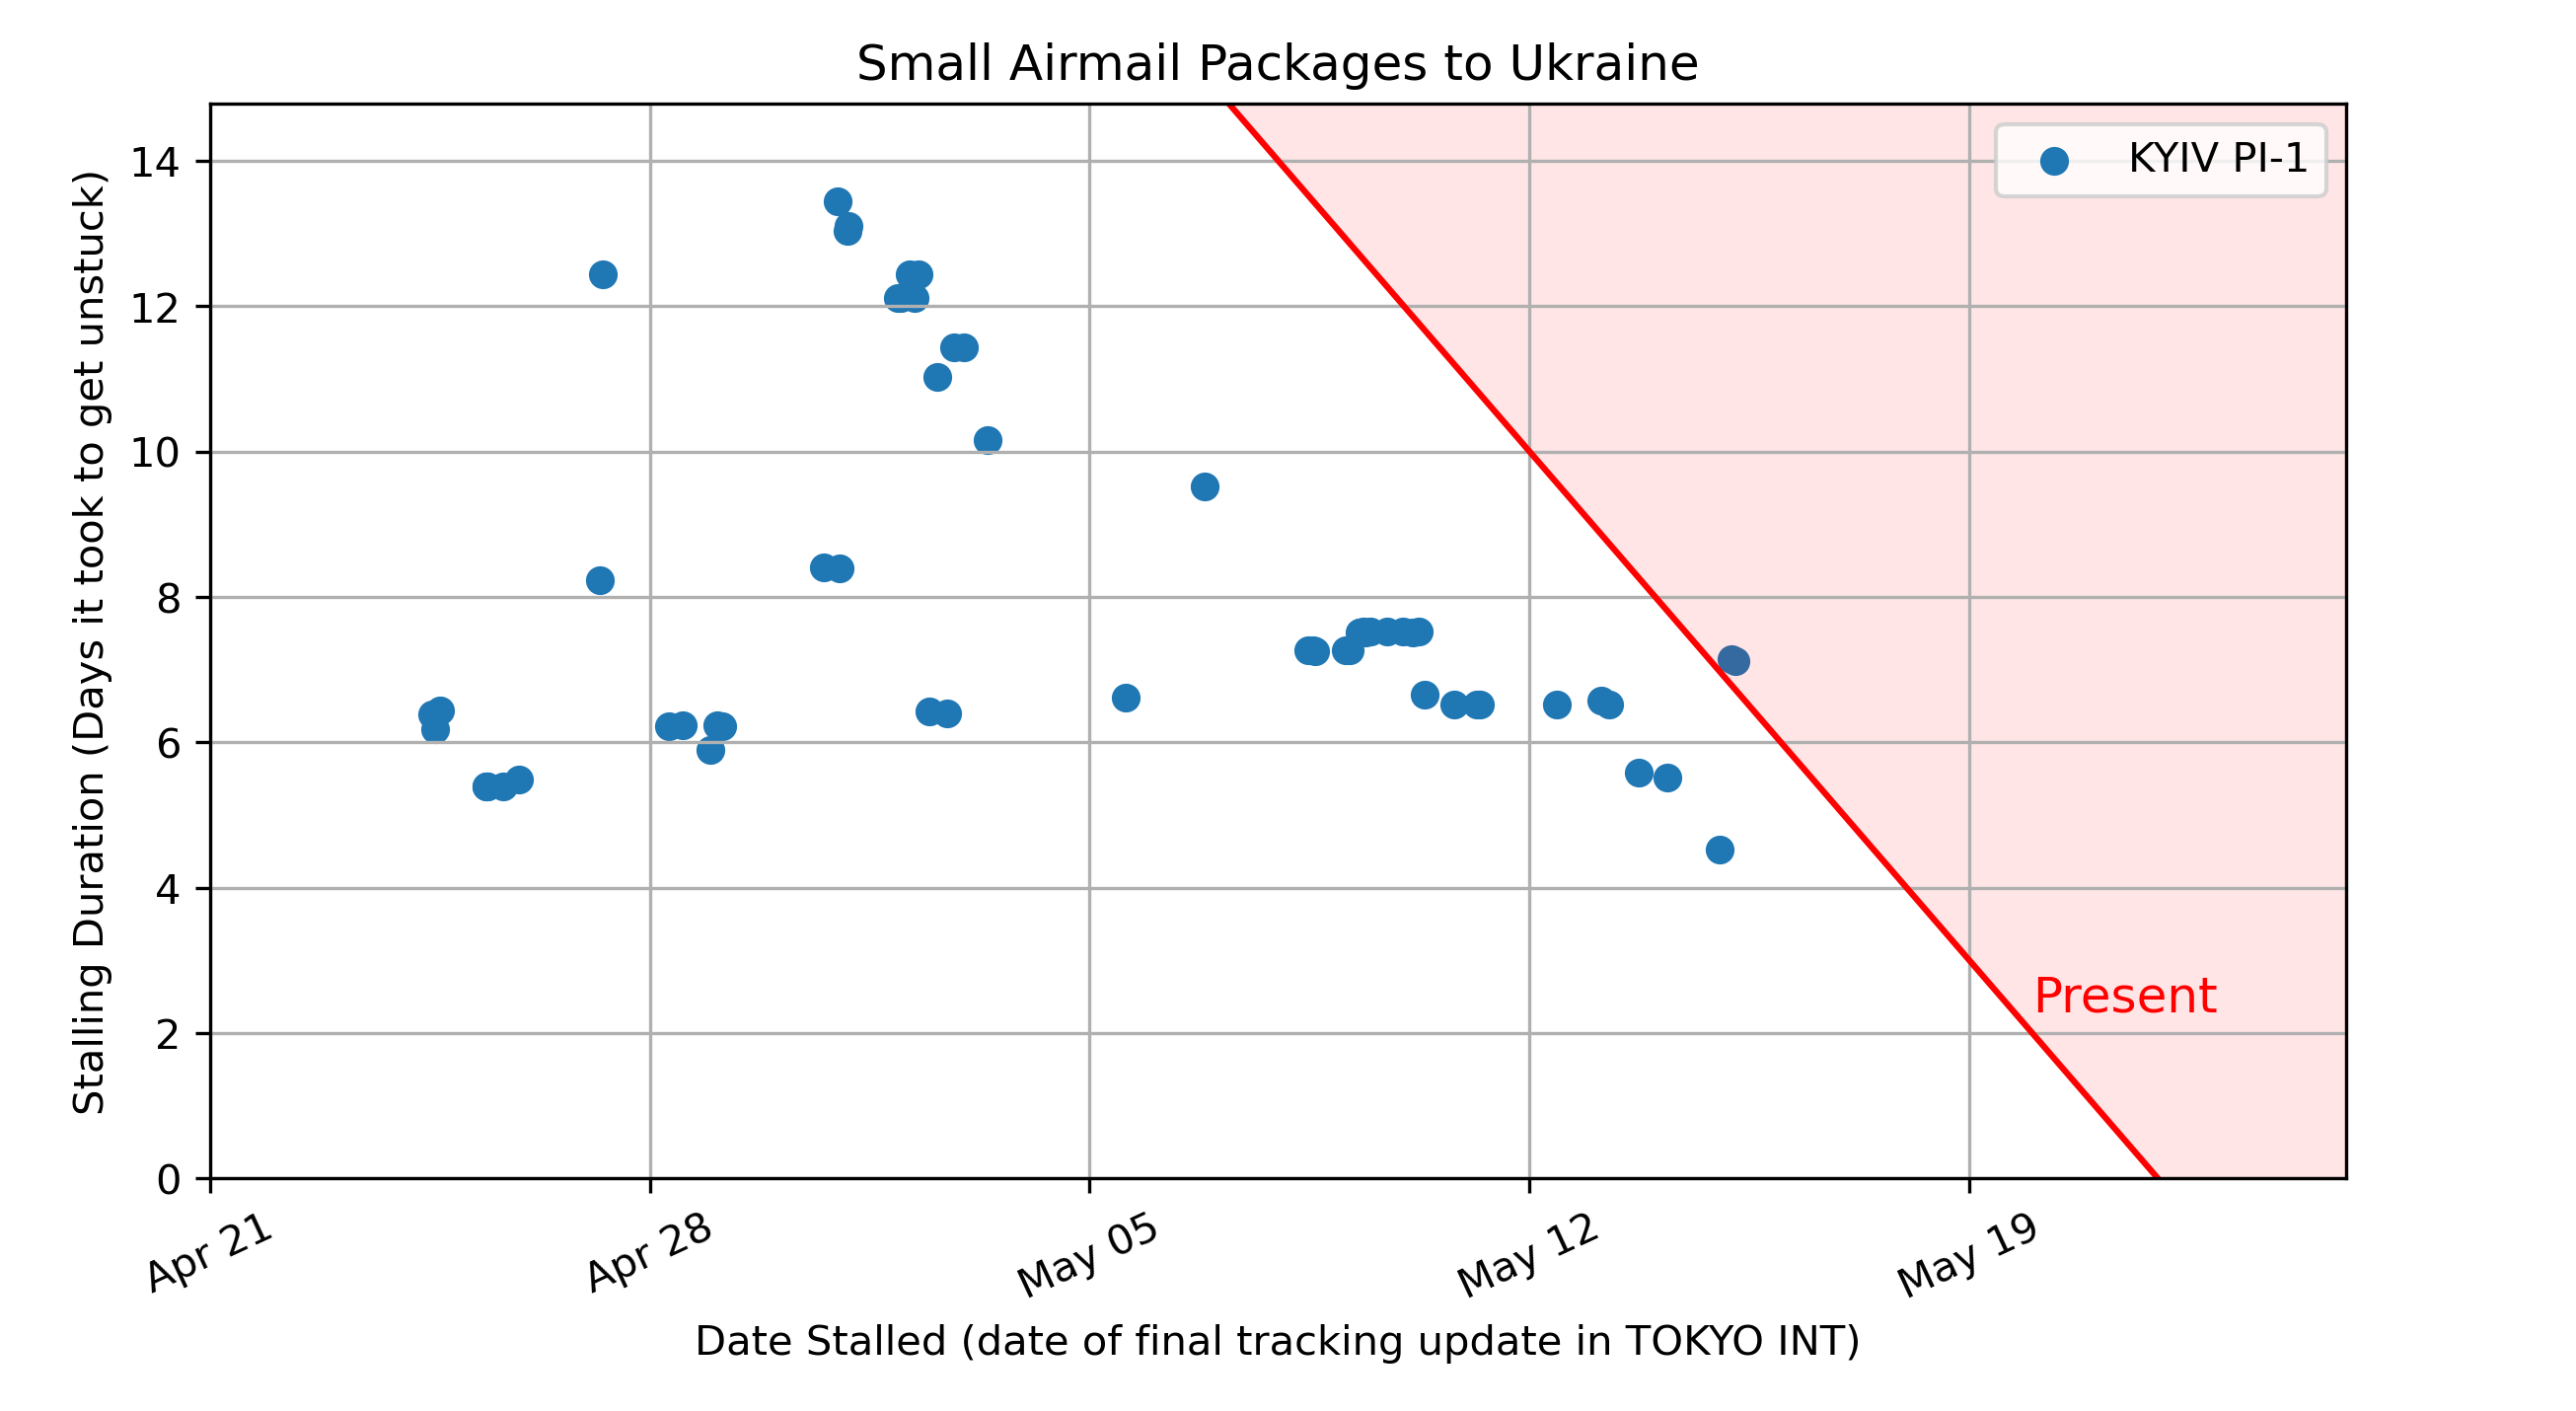 Small Airmail Packages to Ukraine
KYIV PI-1
Stalling Duration (Days it took to get unstuck)
14
12
10
8
6
4
2
0
Present
Apr 21
Apr 28
May 05
May 12
May 19
Date Stalled (date of final tracking update in TOKYO INT)